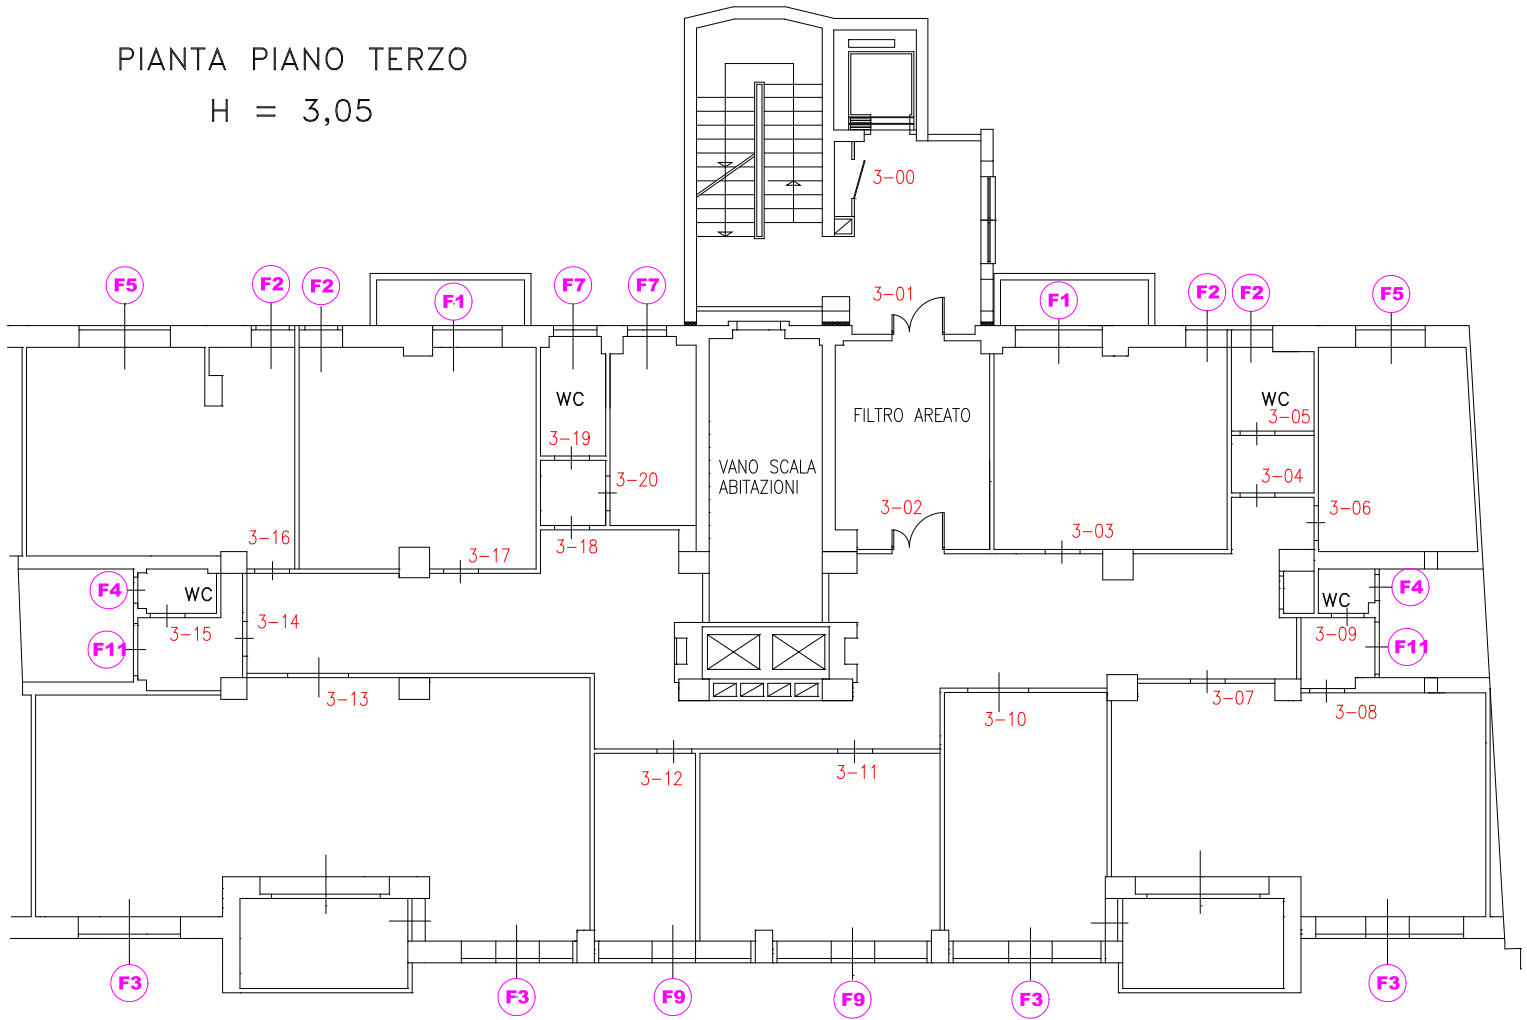 PIANTA PIANO TERZO
H = 3,05
3-00
F5
F2
F2
F1
F7
F7
3-01
F1
F2
F2
F5
WC
3-19
3-20
VANO SCALA
ABITAZIONI
FILTRO AREATO
WC
3-05
3-04
3-02
3-06
3-16
3-17
3-18
3-03
F4
WC
3-14
3-15
F11
WC
F4
3-09
F11
3-13
3-10
3-07
3-08
3-12
3-11
F3
F3
F9
F9
F3
F3